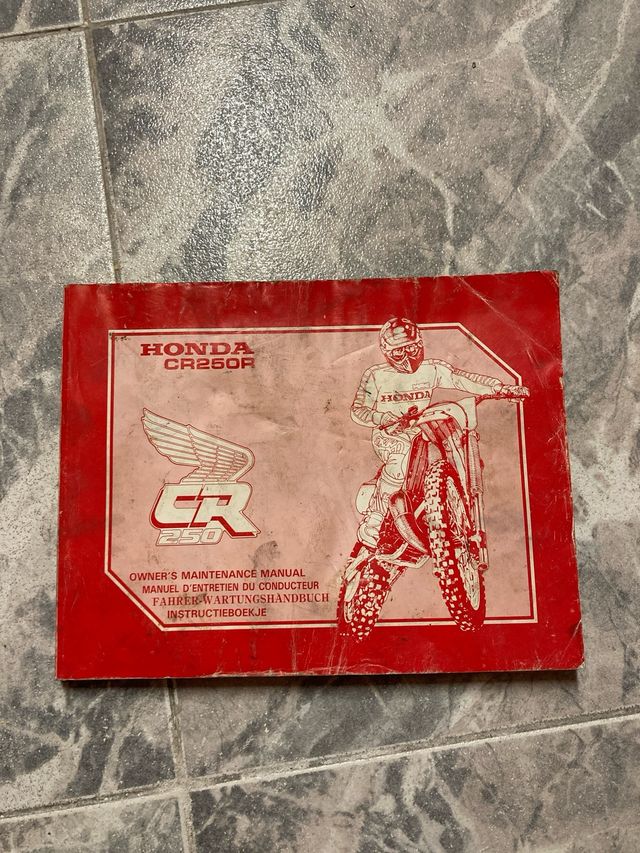 HONDA
CR250R
HONDA
CR
250
OWNER'S MAINTENANCE MANUAL
MANUEL D'ENTRETIEN DU CONDUCTEUR
FAHRER-WARTUNGSHANDBUCH
INSTRUCTIEBOEKJE